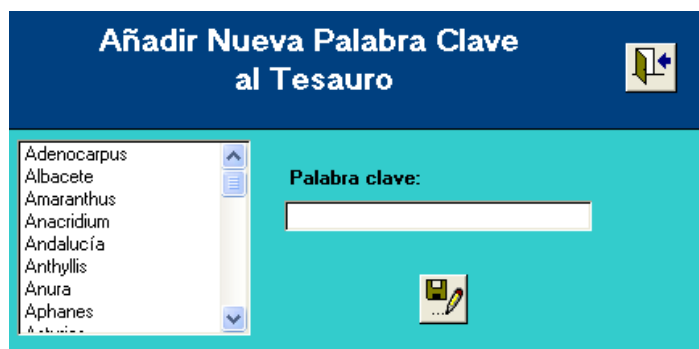 Añadir Nueva Palabra Clave
al Tesauro
Adenocarpus
Albacete
Amaranthus
Anacridium
Andalucía
Anthyllis
Anura
Aphanes
Palabra clave: